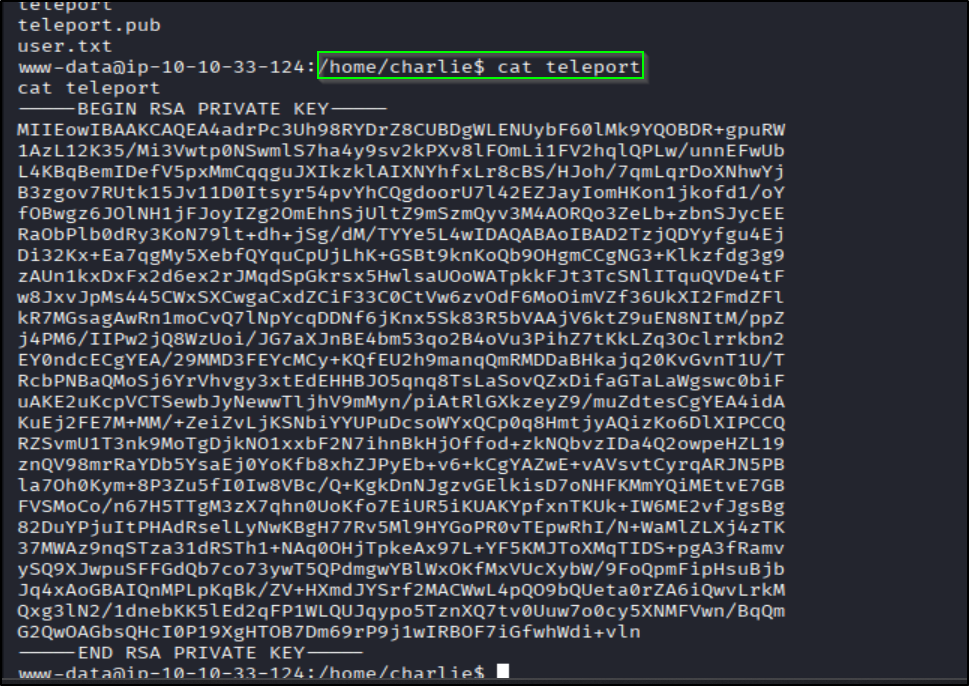 teleport
teleport.pub
user.txt
www-data@ip-10-10-33-124:/home/charlie$ cat teleport
cat teleport
-----BEGIN RSA PRIVATE KEY-----
MIIEowIBAAKCAQEA4adrPc3Uh98RYDrZ8CUBDgWLENUybF60lMk9YQOBDR+gpuRW
1AzL12K35/Mi3Vwtp0NSwmlS7ha4y9sv2kPXv8lFOmLi1FV2hqlQPLw/unnEFwUb
L4KBqBemIDefV5pxMmCqqguJXIkzklAIXNYhfxLr8cBS/HJoh/7qmLqrDoXNhwYj
B3zgov7RUtk15Jv11D0Itsyr54pvYhCQgdoorU7l42EZJayIomHKon1jkofd1/oY
fOBwgz6JOlNH1jFJoyIZg2OmEhnSjUltZ9mSzmQyv3M4AORQo3ZeLb+zbnSJycEE
RaObPlb0dRy3KoN79lt+dh+jSg/dM/TYYe5L4wIDAQABAoIBAD2TzjQDYyfgu4Ej
Di32Kx+Ea7qgMy5XebfQYquCpUjLhK+GSBt9knKoQb9OHgmCCgNG3+Klkzfdg3g9
zAUn1kxDxFx2d6ex2rJMqdSpGkrsx5HwlsaUOoWATpkkFJt3TcSNlITquQVDe4tF
w8JxvJpMs445CWxSXCwgaCxdZCiF33C0CtVw6zvOdF6MoOimVZf36UkXI2FmdZFl
kR7MGsagAwRn1moCvQ7lNpYcqDDNf6jKnx5Sk83R5bVAAjV6ktZ9uEN8NItM/ppZ
j4PM6/IIPw2jQ8WzUoi/JG7aXJnBE4bm53qo2B4oVu3PihZ7tKkLZq3Oclrrkbn2
EY0ndcECgYEA/29MMD3FEYcMCy+KQfEU2h9manqQmRMDDaBHkajq20KvGvnT1U/T
RcbPNBaQMoSj6YrVhvgy3xtEdEHHBJO5qnq8TsLaSovQZxDifaGTaLaWgswc0biF
uAKE2uKcpVCTSewbJyNewwTljhV9mMyn/piAtRlGXkzeyZ9/muZdtesCgYEA4idA
KuEj2FE7M+MM/+ZeiZvLjKSNbiYYUPuDcsoWYxQCp0q8HmtjyAQizKo6DlXIPCCQ
RZSvmU1T3nk9MoTgDjkNO1xxbF2N7ihnBkHjOffod+zkNQbvzIDa4Q2owpeHZL19
znQV98mrRaYDb5YsaEj0YoKfb8xhZJPyEb+v6+kCgYAZwE+vAVsvtCyrqARJN5PB
la7Oh0Kym+8P3Zu5fI0Iw8VBc/Q+KgkDnNJgzvGElkisD7oNHFKMmYQiMEtvE7GB
FVSMoCo/n67H5TTgM3zX7qhn0UoKfo7EiUR5iKUAKYpfxnTKUk+IW6ME2vfJgsBg
82DuYPjuItPHAdRselLyNwKBgH77Rv5Ml9HYGoPR0vTEpwRhI/N+WaMlZLXj4zTK
37MWAz9nqSTza31dRSTh1+NAq0OHjTpkeAx97L+YF5KMJToXMqTIDS+pgA3fRamv
ySQ9XJwpuSFFGdQb7co73ywT5QPdmgwYBlWxOKfMxVUcXybW/9FoQpmFipHsuBjb
Jq4xAoGBAIQnMPLpKqBk/ZV+HXmdJYSrf2MACWwL4pQO9bQUeta0rZA6iQwvLrkM
Qxg3lN2/1dnebKK5lEd2qFP1WLQUJqypo5TznXQ7tv0Uuw7o0cy5XNMFVwn/BqQm
G2QwOAGbsQHcI0P19XgHTOB7Dm69rP9j1wIRBOF7iGfwhWdi+vln
-----END RSA PRIVATE KEY-----
www-data@ip-10-10-33-124:/home/charlie$